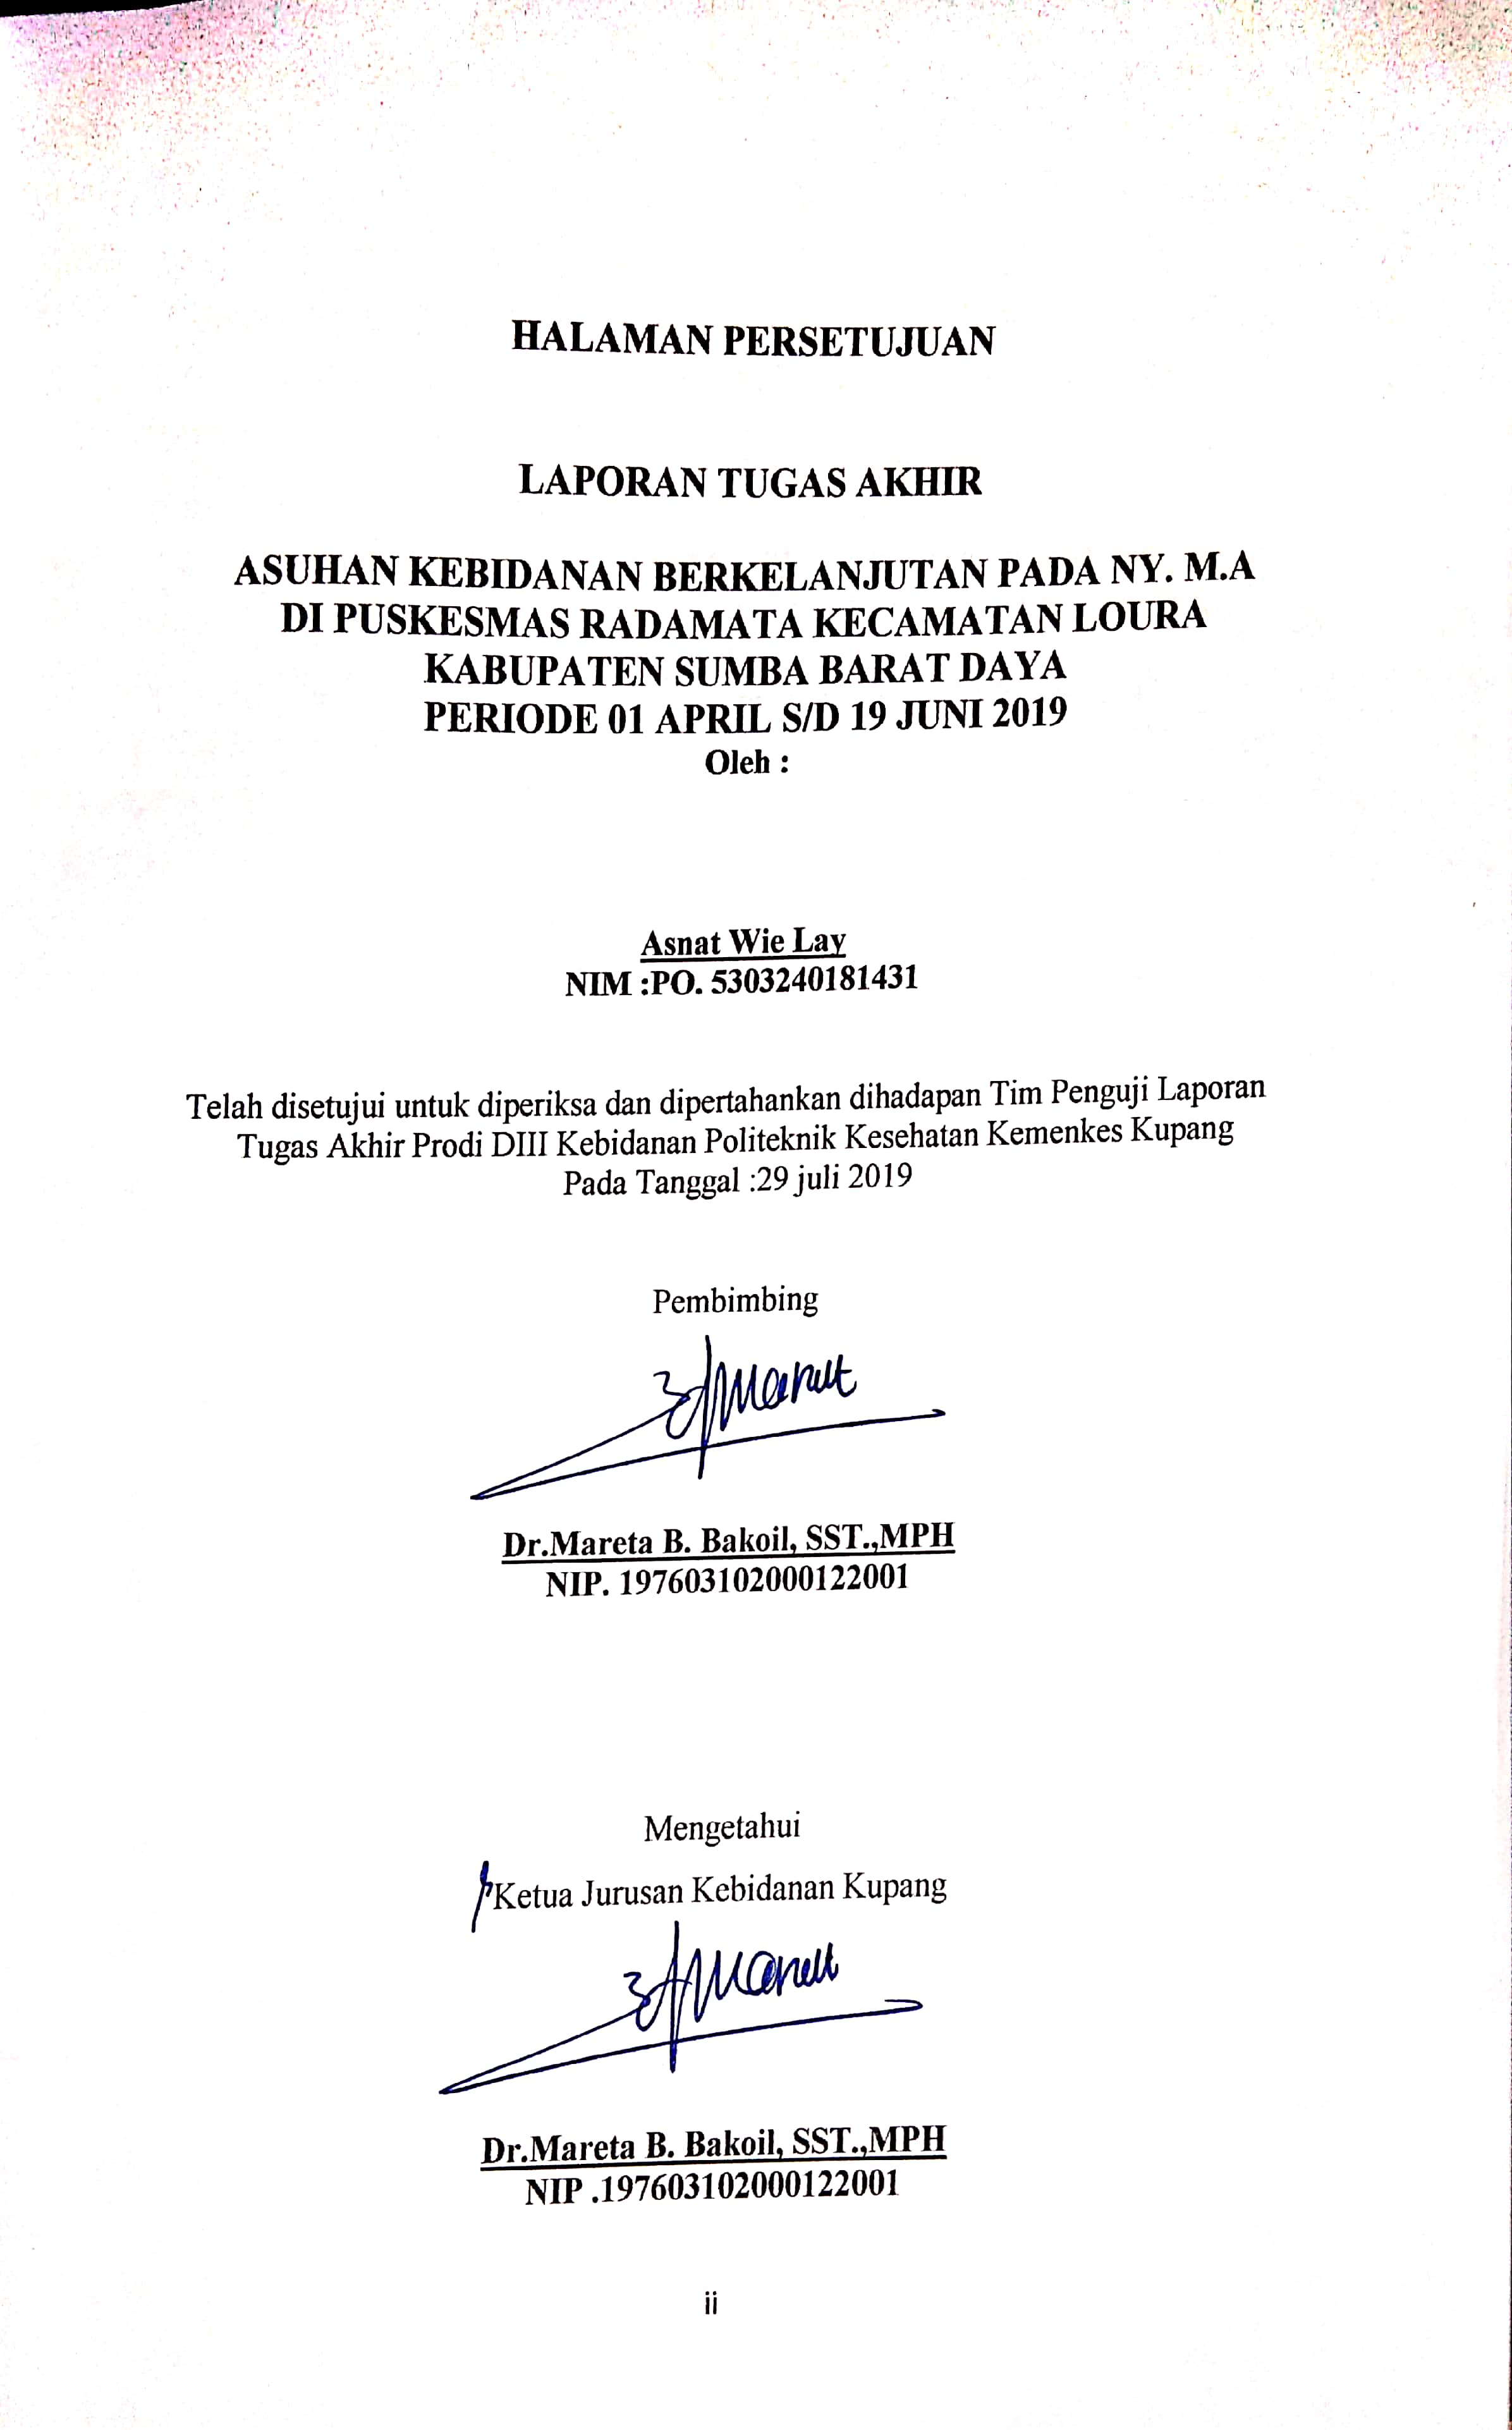 HALAMAN PERSETUJUAN
LAPORAN TUGAS AKHIR
ASUHAN KEBIDANAN BERKELANJUTAN PADA NY. M.A
DI PUSKESMAS RADAMATA KECAMATAN LOURA
KABUPATEN SUMBA BARAT DAYA
PERIODE 01 APRIL S/D 19 JUNI 2019
Oleh :
Asnat Wie Lay
NIM :PO. 5303240181431
Telah disetujui untuk diperiksa dan dipertahankan dihadapan Tim Penguji Laporan
Tugas Akhir Prodi DIII Kebidanan Politeknik Kesehatan Kemenkes Kupang
Pada Tanggal :29 juli 2019
Pembimbing
Dr.Mareta B. Bakoil, SST.,MPH
NIP. 197603102000122001
Mengetahui
Ketua Jurusan Kebidanan Kupang
Dr.Mareta B. Bakoil, SST.,MPH
NIP .197603102000122001
ii